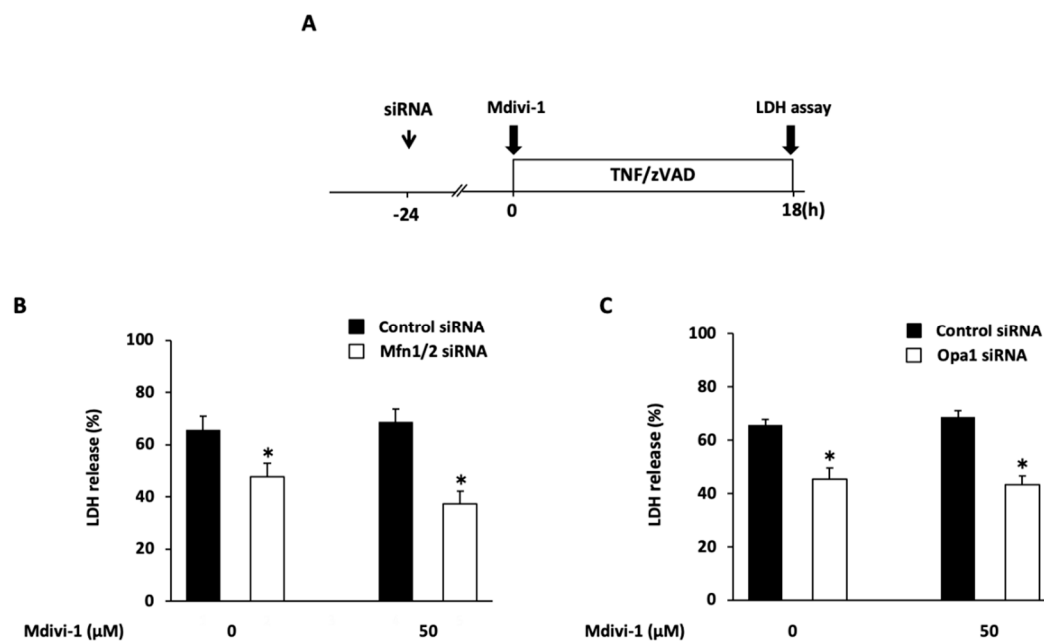 A
siRNA
Mdivi-1
LDH assay
TNF/zVAD
-24
0
18(h)
B
Control siRNA
Mfn1/2 siRNA
100
80
60
40
20
0
LDH release (%)
*
*
Mdivi-1 (μM)
0
50
C
Control siRNA
Opa1 siRNA
100
80
60
40
20
0
LDH release (%)
*
*
Mdivi-1 (μM)
0
50